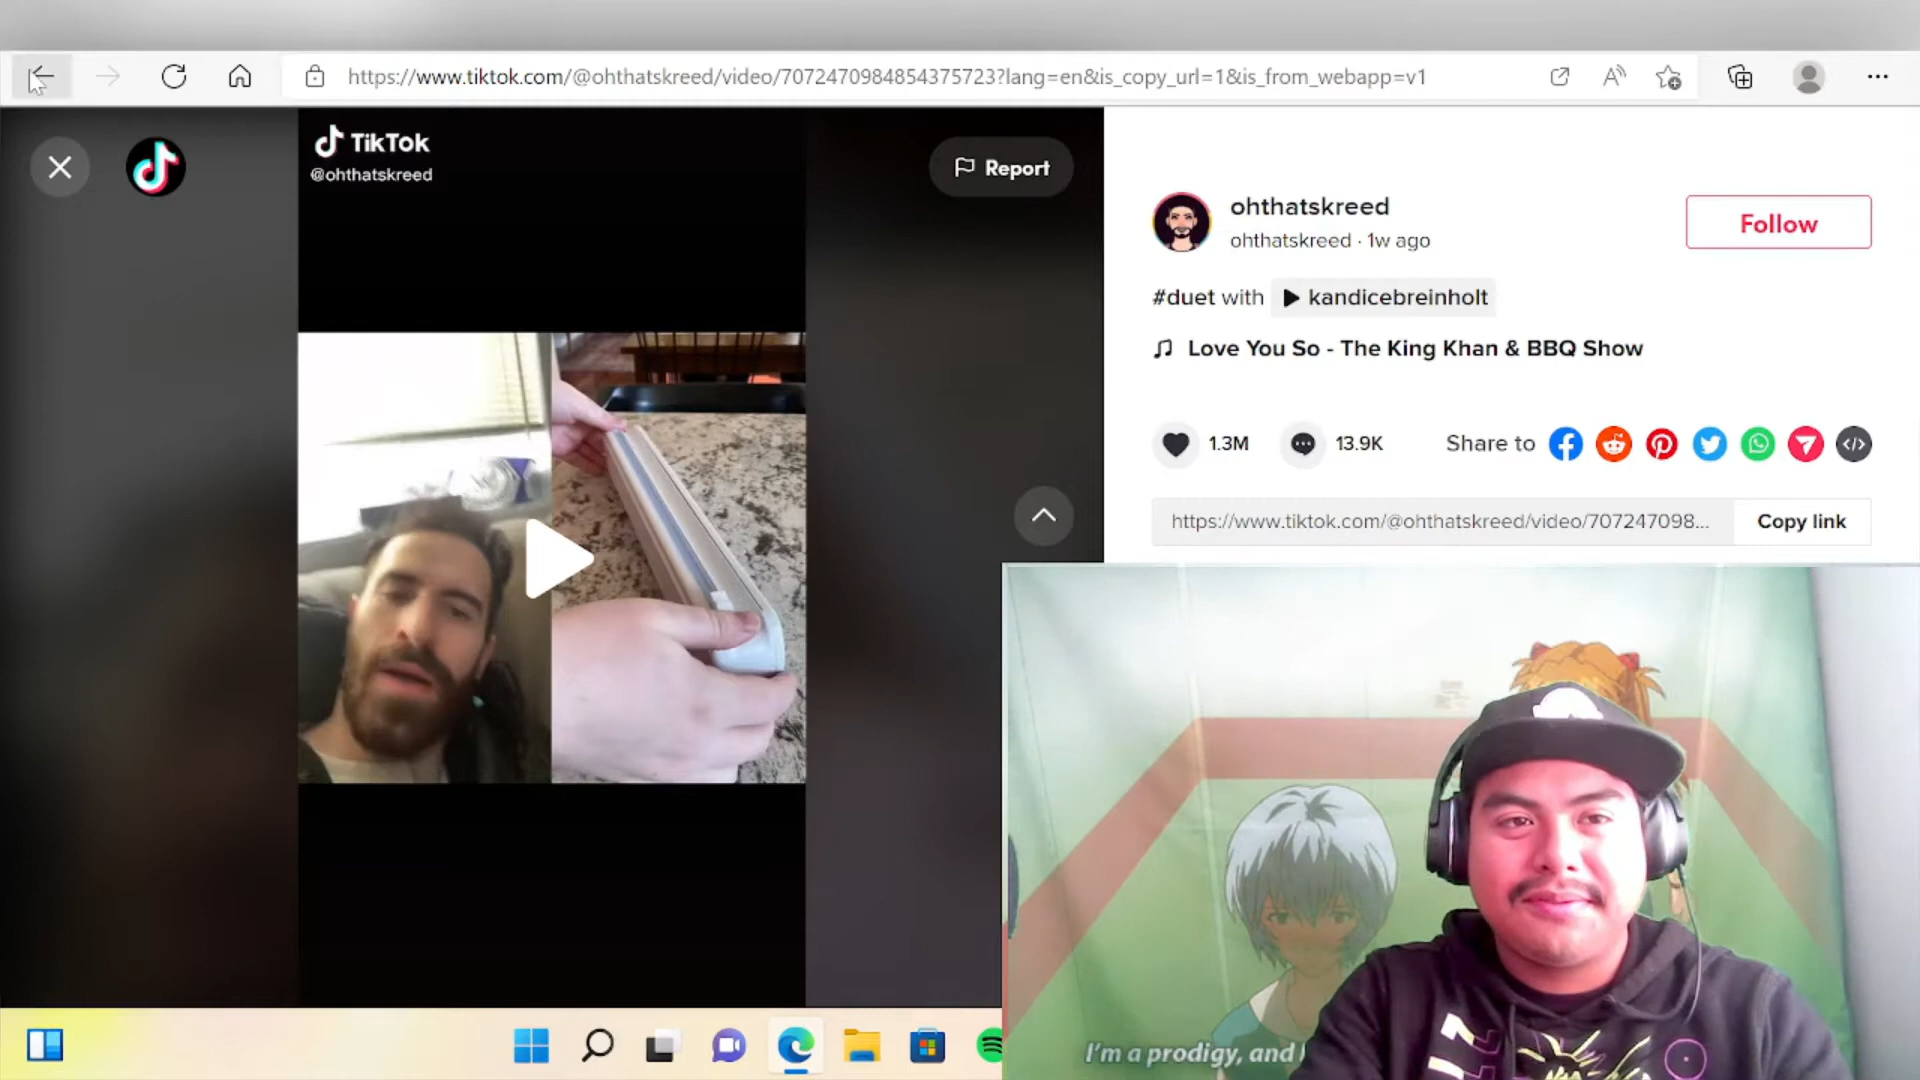 https://www.tiktok.com/@ohthatskreed/video/7072470984854375723?lang=en&is_copy_url=1&is_from_webapp=v1
TikTok
@ohthatskreed
Report
ohthatskreed
ohthatskreed · 1w ago
Follow
#duet with kandicebreinholt
Love You So - The King Khan & BBQ Show
1.3M
13.9K
Share to
https://www.tiktok.com/@ohthatskreed/video/707247098...
Copy link
I'm a prodigy, and